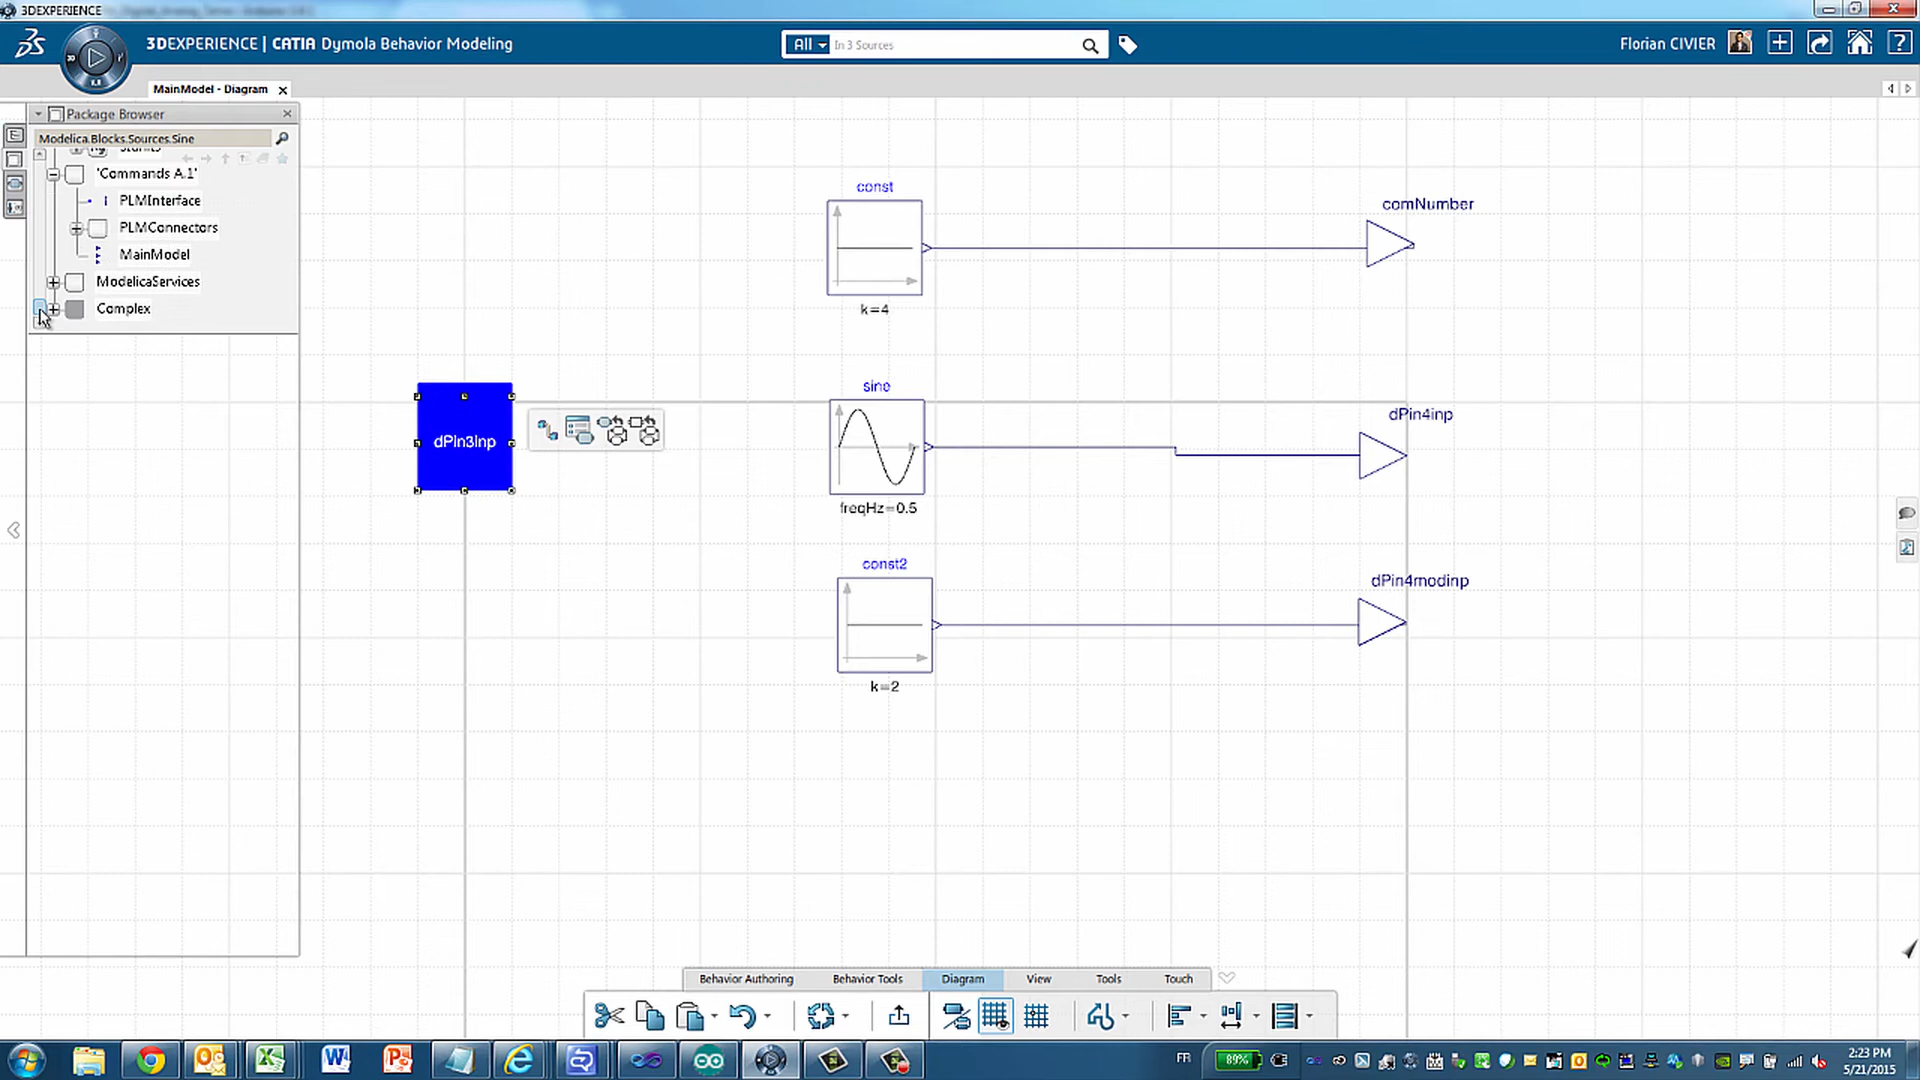 3DEXPERIENCE
3DEXPERIENCE | CATIA Dymola Behavior Modeling
All
In 3 Sources
Florian CIVIER
MainModel - Diagram
Package Browser
Modelica.Blocks.Sources.Sine
'Commands A.1'
PLMInterface
PLMConnectors
MainModel
ModelicaServices
Complex
const
k=4
comNumber
dPin3Inp
sine
freqHz=0.5
dPin4inp
const2
k=2
dPin4modinp
Behavior Authoring
Behavior Tools
Diagram
View
Tools
Touch
FR
89%
2:23 PM
5/21/2015